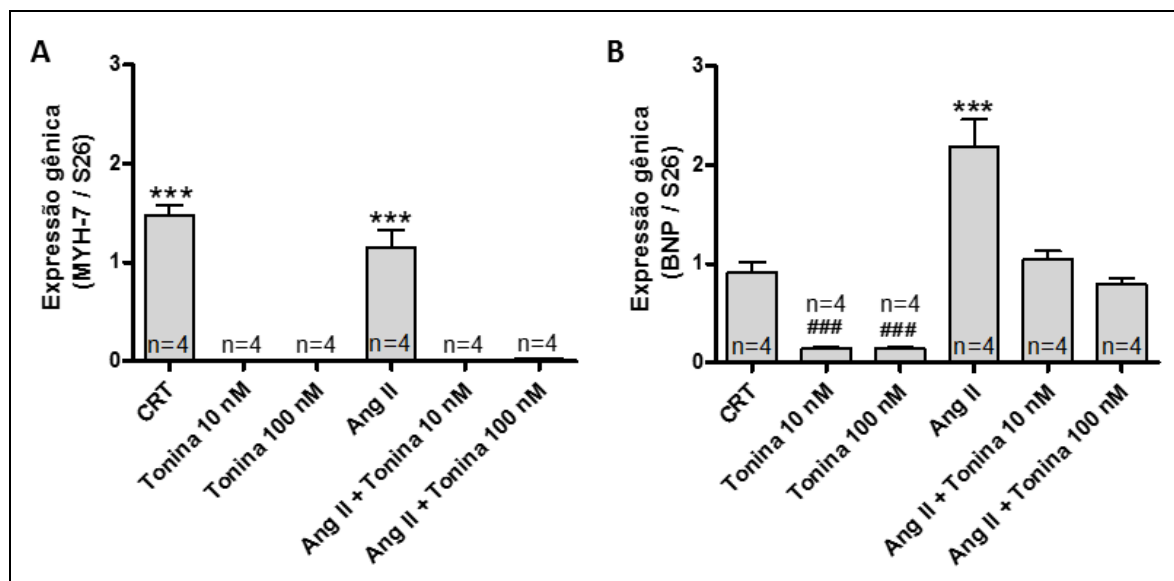 A
Expressão gênica
(MYH-7 / S26)
3
2
1
0
***
***
n=4
n=4
n=4
n=4
n=4
n=4
CRT
Tonina 10 nM
Tonina 100 nM
Ang II
Ang II + Tonina 10 nM
Ang II + Tonina 100 nM
B
Expressão gênica
(BNP / S26)
3
2
1
0
***
n=4
n=4
###
###
n=4
n=4
n=4
n=4
CRT
Tonina 10 nM
Tonina 100 nM
Ang II
Ang II + Tonina 10 nM
Ang II + Tonina 100 nM